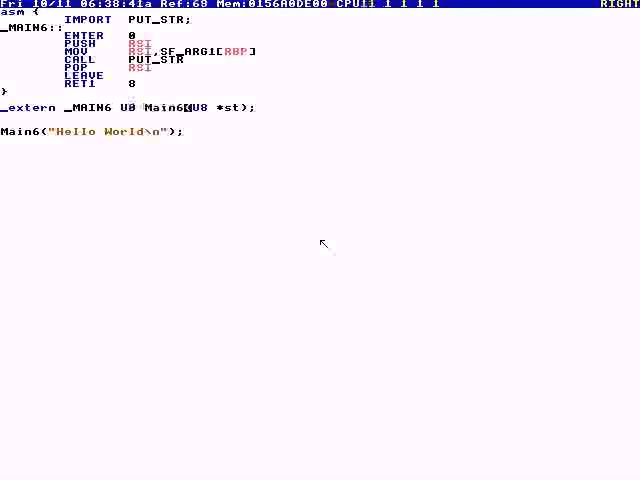 Fri 10/11 06:38:41a Ref:68 Mem:0156A0DE00 CPU11 1 1 1 1 RIGHT
asm {
IMPORT PUT_STR;
_MAIN6::
ENTER 0
PUSH RSI
MOV RSI,SF_ARG1[RBP]
CALL PUT_STR
POP RSI
LEAVE
RET1 8
}
_extern _MAIN6 U0 Main6(U8 *st);
Main6("Hello World\n");